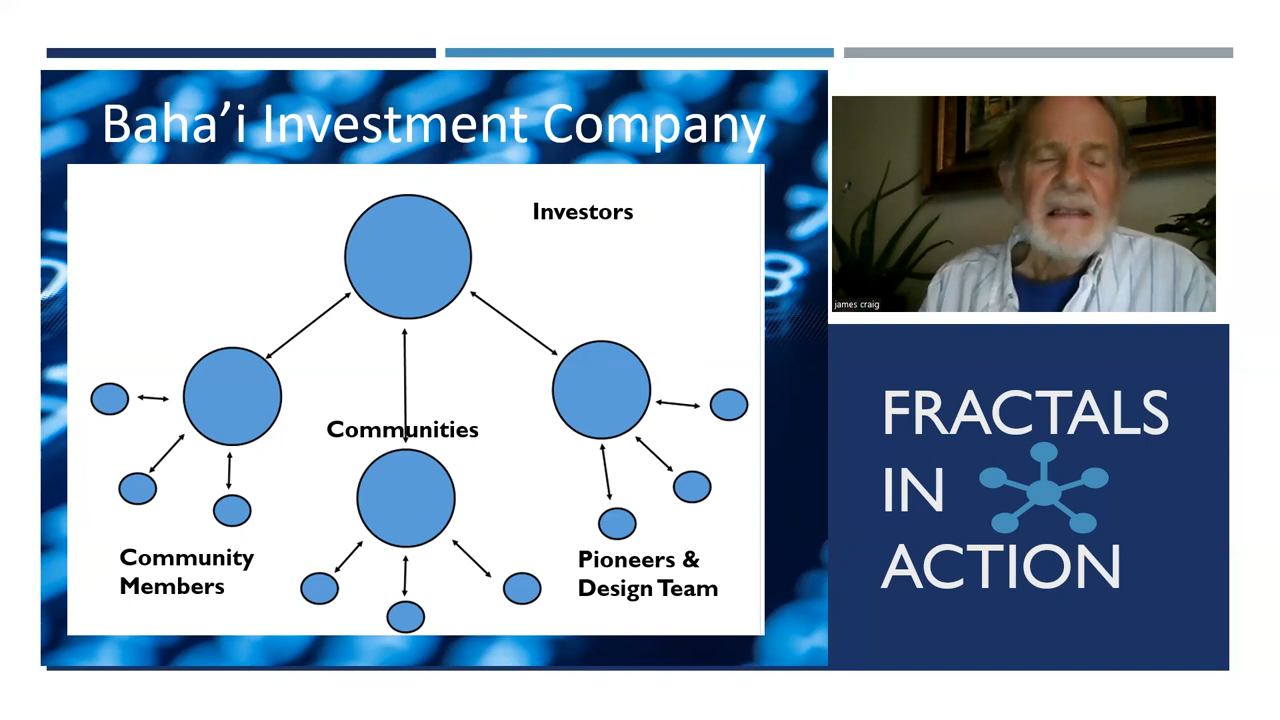 Baha’i Investment Company
Investors
Communities
Community
Members
Pioneers &
Design Team
james craig
FRACTALS
IN
ACTION